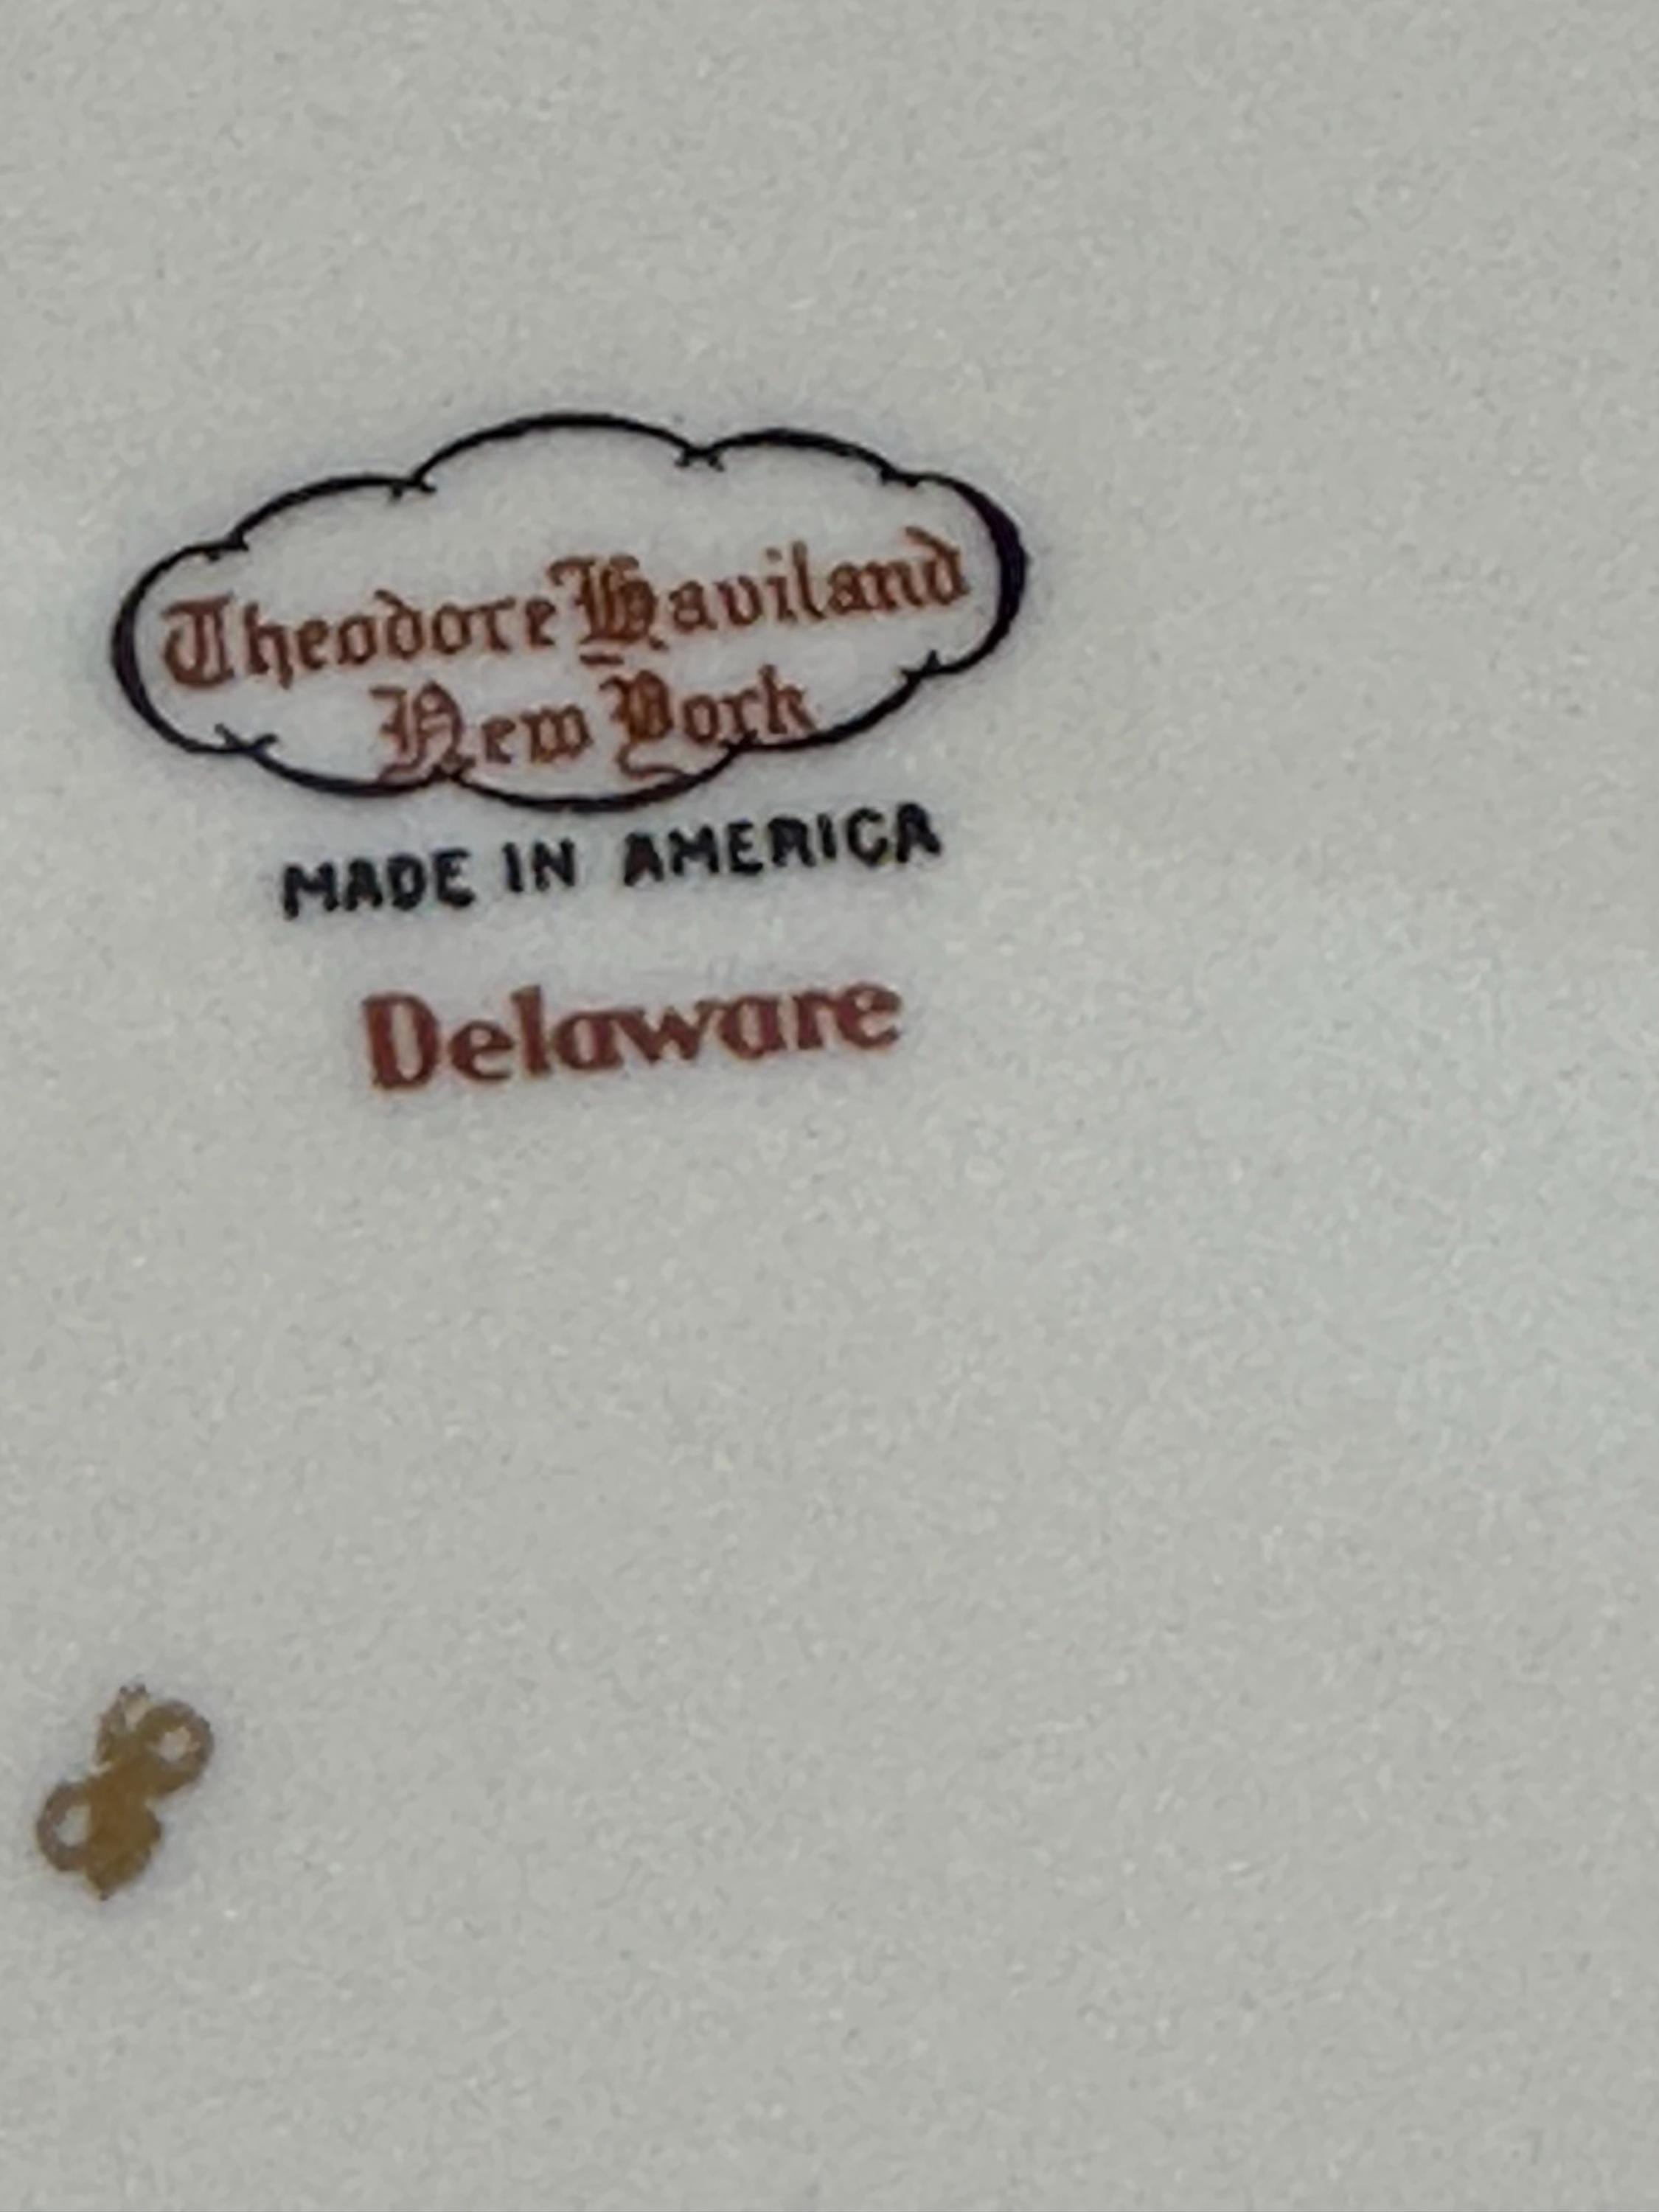 Theodore Haviland
New York
MADE IN AMERICA
Delaware